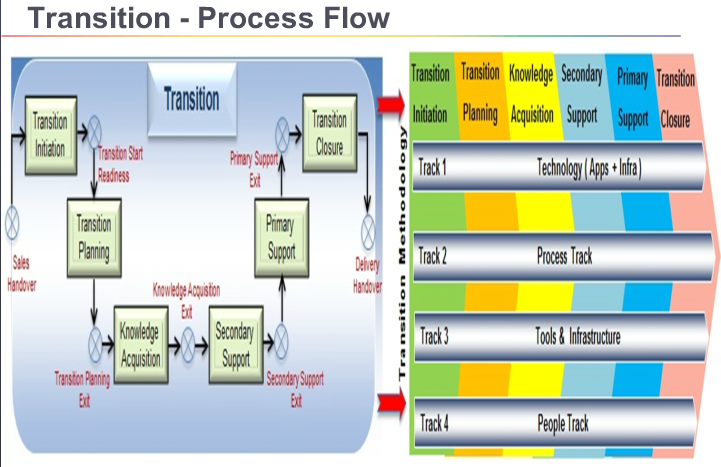 Transition - Process Flow
Transition
Transition
Initiation
Transition Start
Readiness
Sales
Handover
Transition
Planning
Transition Planning
Exit
Knowledge
Acquisition
Knowledge Acquisition
Exit
Secondary
Support
Secondary Support
Exit
Primary
Support
Primary Support
Exit
Transition
Closure
Delivery
Handover
Transition Methodology
Transition
Initiation
Transition
Planning
Knowledge
Acquisition
Secondary
Support
Primary
Support
Transition
Closure
Track 1 Technology ( Apps + Infra )
Track 2 Process Track
Track 3 Tools & Infrastructure
Track 4 People Track